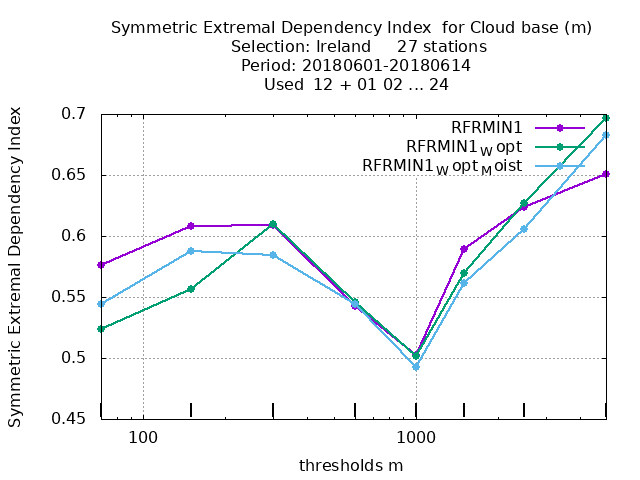 Symmetric Extremal Dependency Index for Cloud base (m)
Selection: Ireland 27 stations
Period: 20180601-20180614
Used 12 + 01 02 ... 24
Symmetric Extremal Dependency Index
0.7
0.65
0.6
0.55
0.5
0.45
RFRMIN1
RFRMIN1_W opt
RFRMIN1_W opt_M oist
100
1000
thresholds m